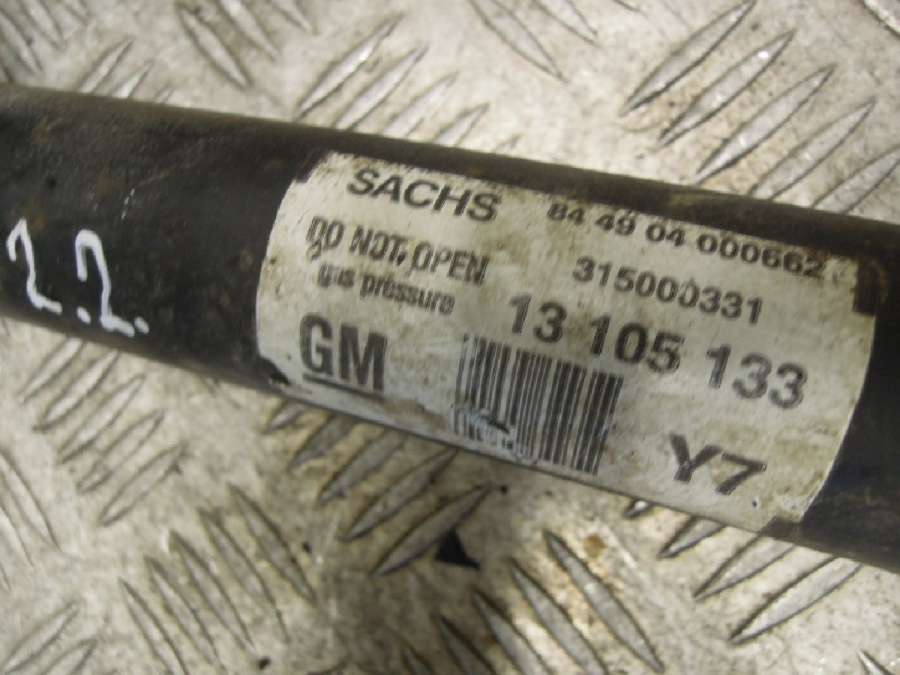 2.2.
SACHS
84 49 04 000662
DO NOT OPEN
315000331
gas pressure
13 105 133
GM
Y7